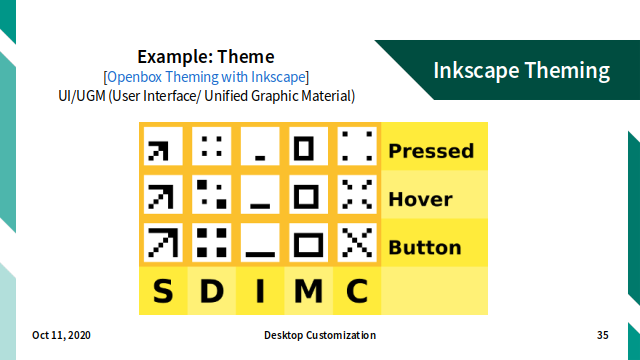 Example: Theme
[Openbox Theming with Inkscape]
UI/UGM (User Interface/ Unified Graphic Material)
Inkscape Theming
Pressed
Hover
Button
S D I M C
Oct 11, 2020 Desktop Customization 35